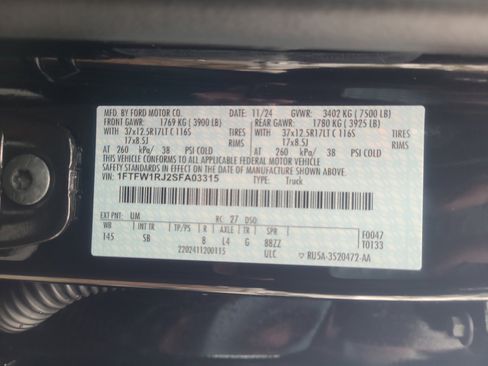 MFD. BY FORD MOTOR CO. DATE: 11/24 GVWR: 3402 KG ( 7500 LB)
FRONT GAWR: 1769 KG ( 3900 LB) REAR GAWR: 1780 KG ( 3925 LB)
WITH 37x12.5R17LT C 116S TIRES WITH 37x12.5R17LT C 116S TIRES
17x8.5J RIMS 17x8.5J RIMS
AT 260 kPa/ 38 PSI COLD AT 260 kPa/ 38 PSI COLD
THIS VEHICLE CONFORMS TO ALL APPLICABLE FEDERAL MOTOR VEHICLE
SAFETY AND THEFT PREVENTION STANDARDS IN EFFECT ON THE DATE OF MANUFACTURE SHOWN ABOVE.
VIN: 1FTFW1RJ2SFA03315 TYPE: Truck
EXT PNT: UM RC: 27 DSO:
WB INT TR TP/PS R AXLE TR SPR F0047
145 SB 8 L4 G 88ZZ T0133
2202411200115 ULC RU5A-3520472-AA